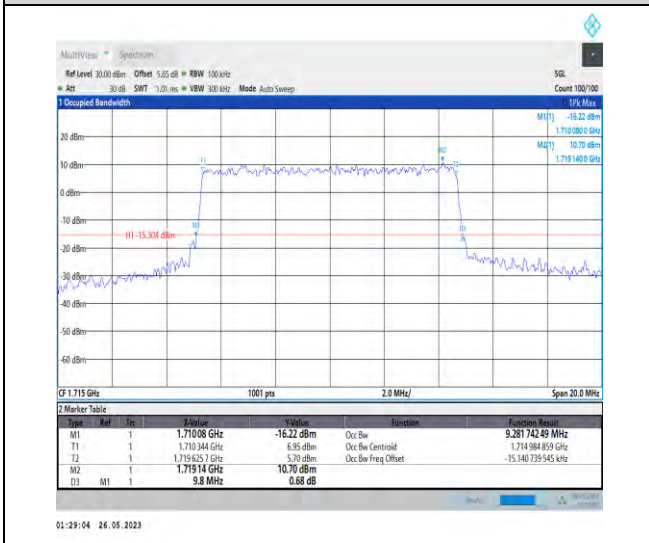 MultiView Spectrum
Ref Level 30.00 dBm Offset 5.85 dB RBW 100 kHz SGL
Att 30 dB SWT 1.01 ms VBW 300 kHz Mode Auto Sweep Count 100/100
1 Occupied Bandwidth 1Pk Max
M1[1] -16.22 dBm
1.710 080 0 GHz
M2[1] 10.70 dBm
1.719 140 0 GHz
M2
20 dBm
T1 T2
10 dBm
0 dBm
-10 dBm
M1 D3
H1 -15.304 dBm
-20 dBm
-30 dBm
-40 dBm
-50 dBm
-60 dBm
CF 1.715 GHz 1001 pts 2.0 MHz/ Span 20.0 MHz
2 Marker Table
Type Ref Trc X-Value Y-Value Function Function Result
M1 1 1.710 08 GHz -16.22 dBm Occ Bw 9.281 742 49 MHz
T1 1 1.710 344 GHz 6.95 dBm Occ Bw Centroid 1.714 984 859 GHz
T2 1 1.719 625 7 GHz 5.70 dBm Occ Bw Freq Offset -15.140 739 545 kHz
M2 1 1.719 14 GHz 10.70 dBm
D3 M1 1 9.8 MHz 0.68 dB
01:29:04 26.05.2023